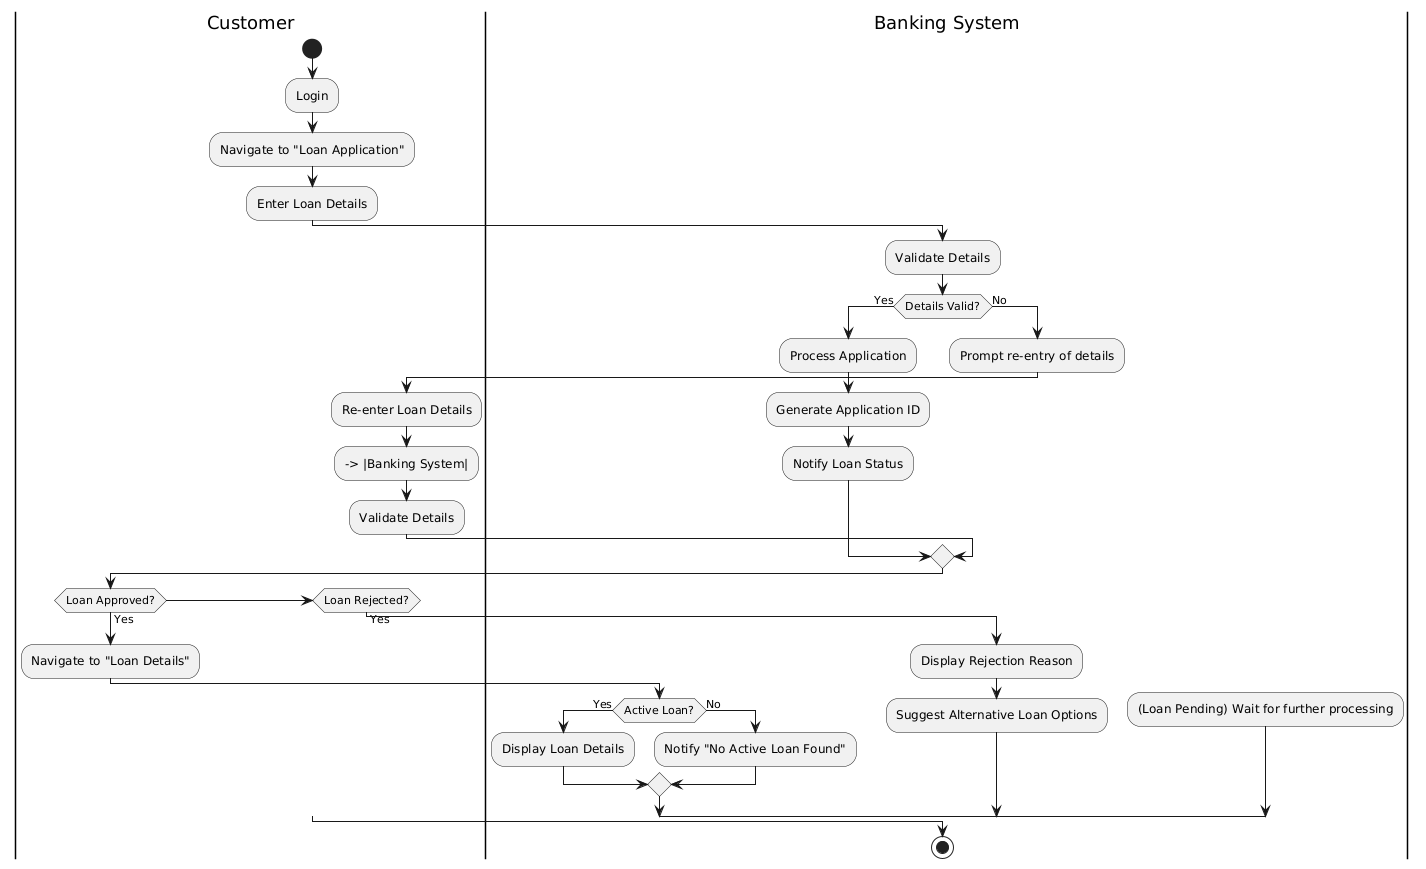 Customer
Banking System
Login
Navigate to "Loan Application"
Enter Loan Details
Validate Details
Details Valid?
Yes
No
Process Application
Prompt re-entry of details
Re-enter Loan Details
Generate Application ID
-> |Banking System|
Notify Loan Status
Validate Details
Loan Approved?
Loan Rejected?
Yes
Yes
Navigate to "Loan Details"
Display Rejection Reason
Active Loan?
Yes
No
Suggest Alternative Loan Options
(Loan Pending) Wait for further processing
Display Loan Details
Notify "No Active Loan Found"